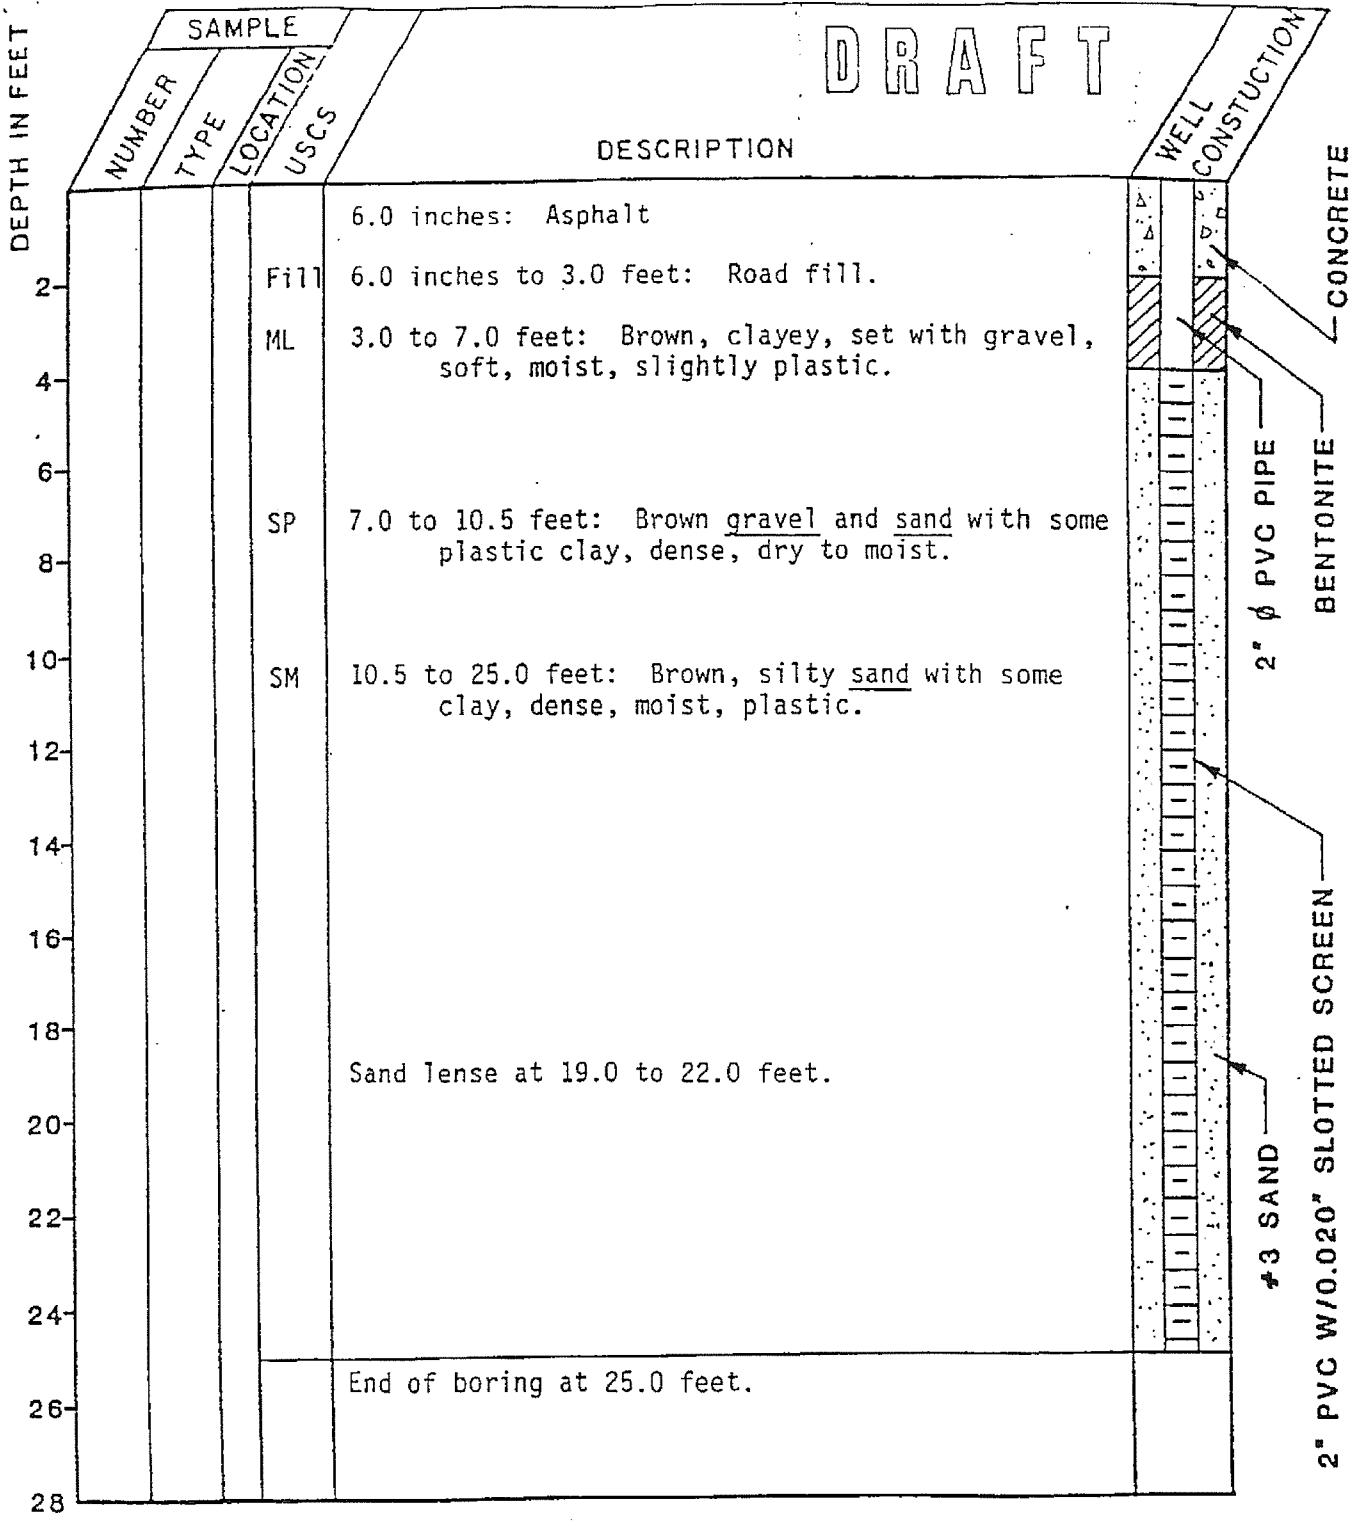 DEPTH IN FEET
SAMPLE
NUMBER
TYPE
LOCATION
USCS
DRAFT
DESCRIPTION
WELL
CONSTUCTION
6.0 inches: Asphalt
Fill 6.0 inches to 3.0 feet: Road fill.
ML 3.0 to 7.0 feet: Brown, clayey, set with gravel,
soft, moist, slightly plastic.
SP 7.0 to 10.5 feet: Brown gravel and sand with some
plastic clay, dense, dry to moist.
SM 10.5 to 25.0 feet: Brown, silty sand with some
clay, dense, moist, plastic.
Sand lense at 19.0 to 22.0 feet.
End of boring at 25.0 feet.
2
4
6
8
10
12
14
16
18
20
22
24
26
28
CONCRETE
BENTONITE
2" ϕ PVC PIPE
2" PVC W/0.020" SLOTTED SCREEN
#3 SAND